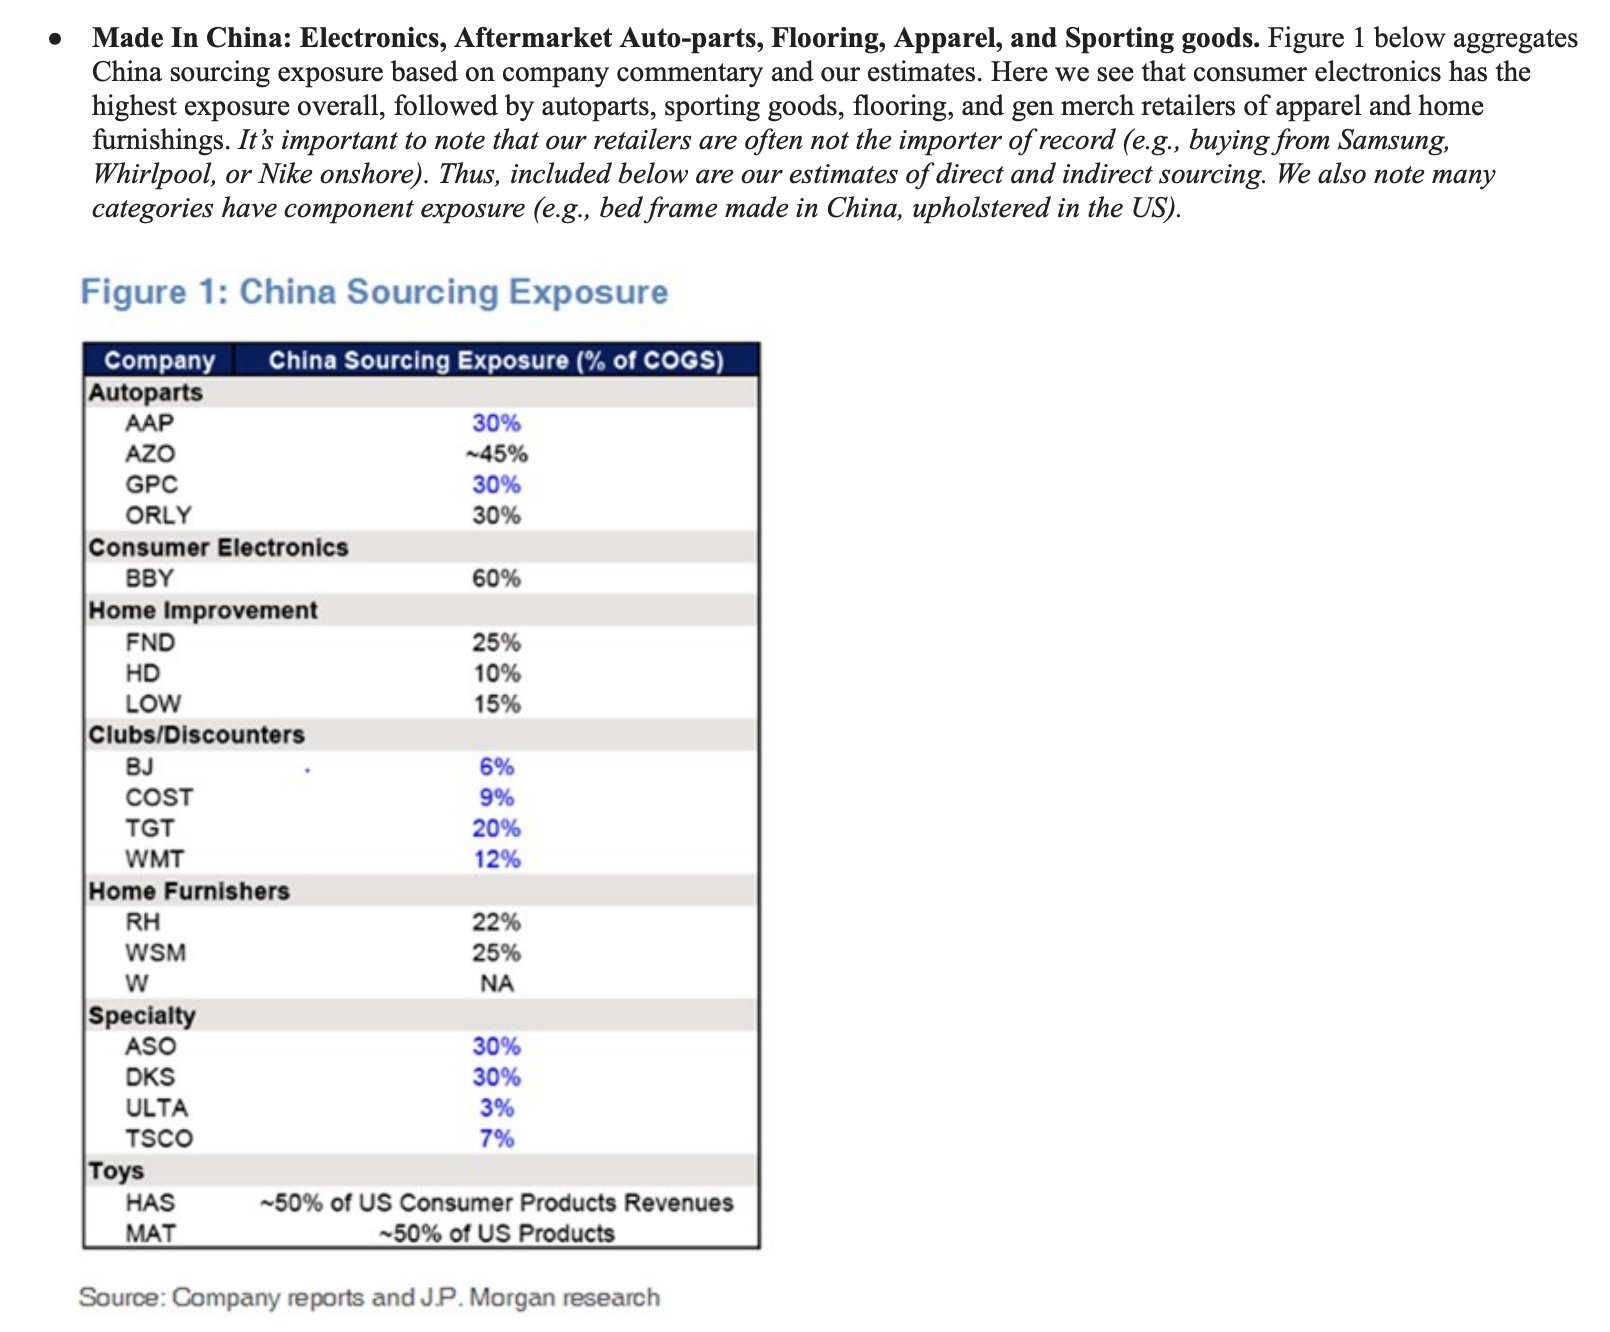 • Made In China: Electronics, Aftermarket Auto-parts, Flooring, Apparel, and Sporting goods. Figure 1 below aggregates
China sourcing exposure based on company commentary and our estimates. Here we see that consumer electronics has the
highest exposure overall, followed by autoparts, sporting goods, flooring, and gen merch retailers of apparel and home
furnishings. It’s important to note that our retailers are often not the importer of record (e.g., buying from Samsung,
Whirlpool, or Nike onshore). Thus, included below are our estimates of direct and indirect sourcing. We also note many
categories have component exposure (e.g., bed frame made in China, upholstered in the US).
Figure 1: China Sourcing Exposure
Company China Sourcing Exposure (% of COGS)
Autoparts
AAP 30%
AZO ~45%
GPC 30%
ORLY 30%
Consumer Electronics
BBY 60%
Home Improvement
FND 25%
HD 10%
LOW 15%
Clubs/Discounters
BJ 6%
COST 9%
TGT 20%
WMT 12%
Home Furnishers
RH 22%
WSM 25%
W NA
Specialty
ASO 30%
DKS 30%
ULTA 3%
TSCO 7%
Toys
HAS ~50% of US Consumer Products Revenues
MAT ~50% of US Products
Source: Company reports and J.P. Morgan research